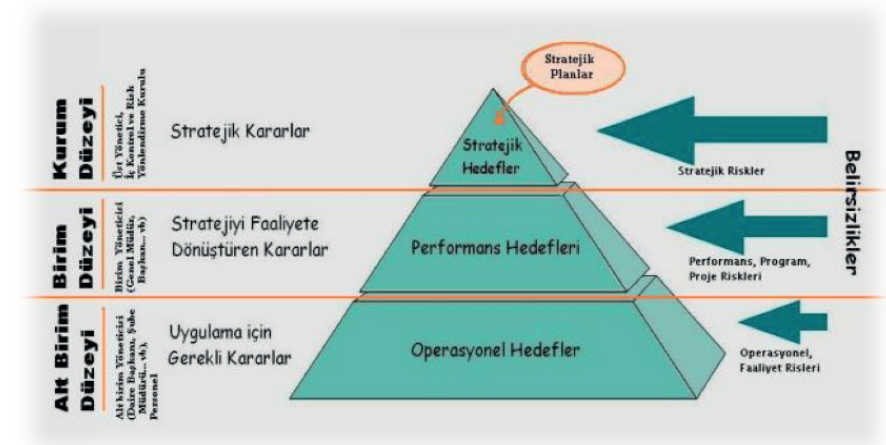 Stratejik
Planlar
Kurum
Düzeyi
Üst Yönetici,
İç Kontrol ve Risk
Yönlendirme Kurulu
Stratejik Kararlar
Stratejik
Hedefler
Stratejik Riskler
Belirsizlikler
Birim
Düzeyi
Birim Yöneticisi
(Genel Müdür,
Başkan... vb)
Stratejiyi Faaliyete
Dönüştüren Kararlar
Performans Hedefleri
Performans, Program,
Proje Riskleri
Alt Birim
Düzeyi
Alt birim Yöneticisi
(Daire Başkanı, Şube
Müdürü... vb),
Personel
Uygulama için
Gerekli Kararlar
Operasyonel Hedefler
Operasyonel,
Faaliyet Risleri